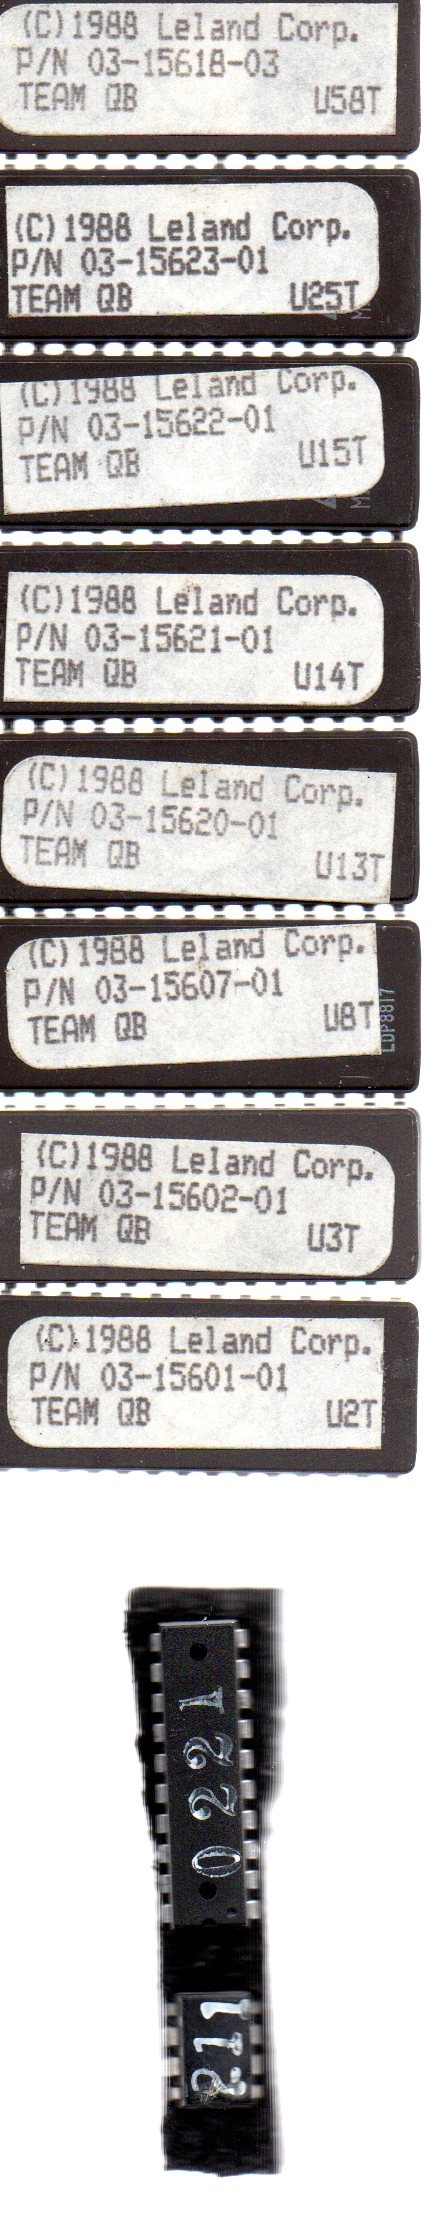 (C)1988 Leland Corp.
P/N 03-15618-03
TEAM QB U58T
(C)1988 Leland Corp.
P/N 03-15623-01
TEAM QB U25T
(C)1988 Leland Corp.
P/N 03-15622-01
TEAM QB U15T
(C)1988 Leland Corp.
P/N 03-15621-01
TEAM QB U14T
(C)1988 Leland Corp.
P/N 03-15620-01
TEAM QB U13T
(C)1988 Leland Corp.
P/N 03-15607-01
TEAM QB U8T
LDP8817
(C)1988 Leland Corp.
P/N 03-15602-01
TEAM QB U3T
(C)1988 Leland Corp.
P/N 03-15601-01
TEAM QB U2T
0221
211